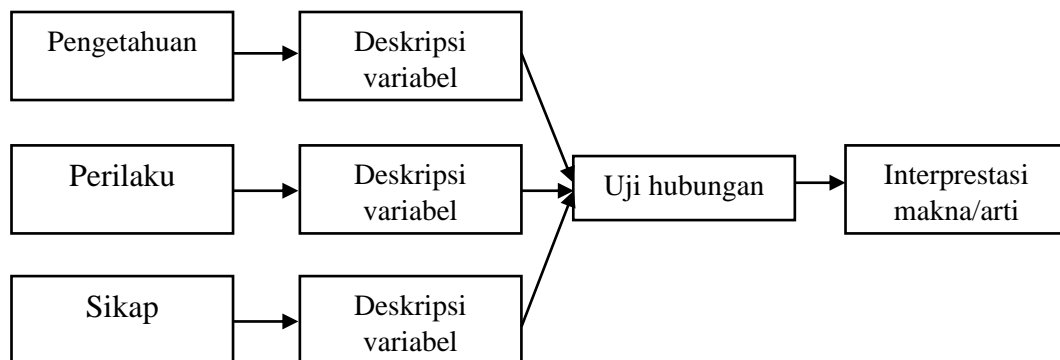 Pengetahuan
Deskripsi
variabel
Perilaku
Deskripsi
variabel
Uji hubungan
Interprestasi
makna/arti
Sikap
Deskripsi
variabel